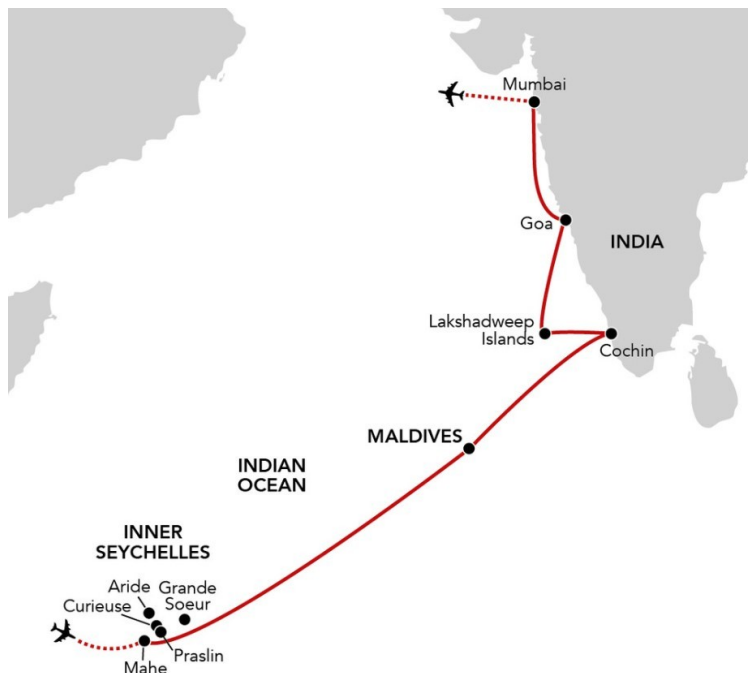 Mumbai
Goa
INDIA
Lakshadweep
Islands
Cochin
MALDIVES
INDIAN
OCEAN
INNER
SEYCHELLES
Aride
Grande
Soeur
Curieuse
Praslin
Mahe